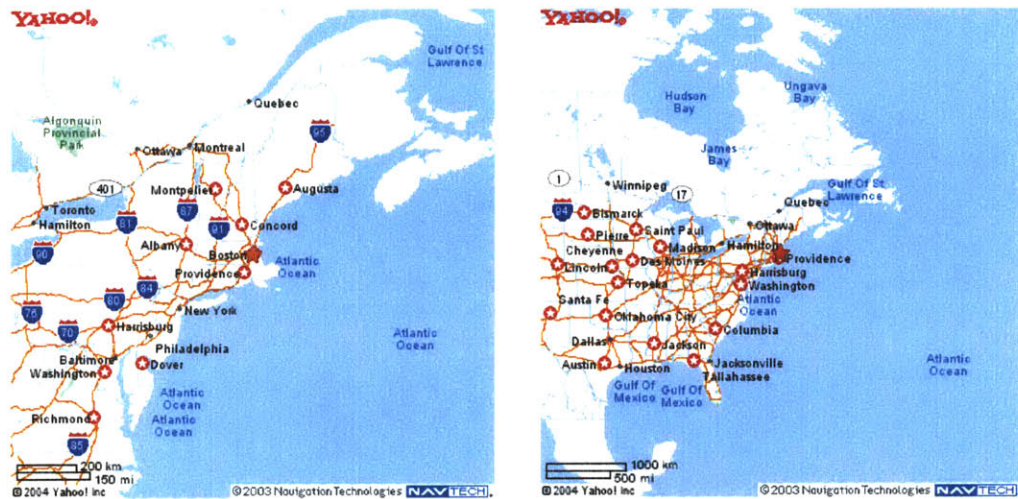 YAHOO!
Gulf Of St
Lawrence
Quebec
Algonquin
Provincial
Park
95
Ottawa
Montreal
401
Montpelier
Augusta
Toronto
87
Hamilton
81
91
Concord
Albany
90
Boston
Atlantic
Ocean
Providence
84
80
76
New York
70
Harrisburg
Atlantic
Ocean
Philadelphia
Baltimore
Washington
Dover
Atlantic
Ocean
Atlantic
Ocean
Richmond
85
200 km
150 mi
© 2004 Yahoo! Inc
© 2003 Navigation Technologies NAVTECH.
YAHOO!
Ungava
Bay
Hudson
Bay
James
Bay
1
Winnipeg
17
Gulf Of St
Lawrence
94
Bismarck
Quebec
Pierre
Saint Paul
Ottawa
Cheyenne
Madison
Hamilton
Lincoln
Des Moines
Providence
Topeka
Harrisburg
Washington
Santa Fe
Atlantic
Ocean
Oklahoma City
Columbia
Dallas
Jackson
Atlantic
Ocean
Austin
Houston
Jacksonville
Tallahassee
Gulf Of
Mexico
Gulf Of
Mexico
1000 km
500 mi
© 2004 Yahoo! Inc
© 2003 Navigation Technologies NAVTECH